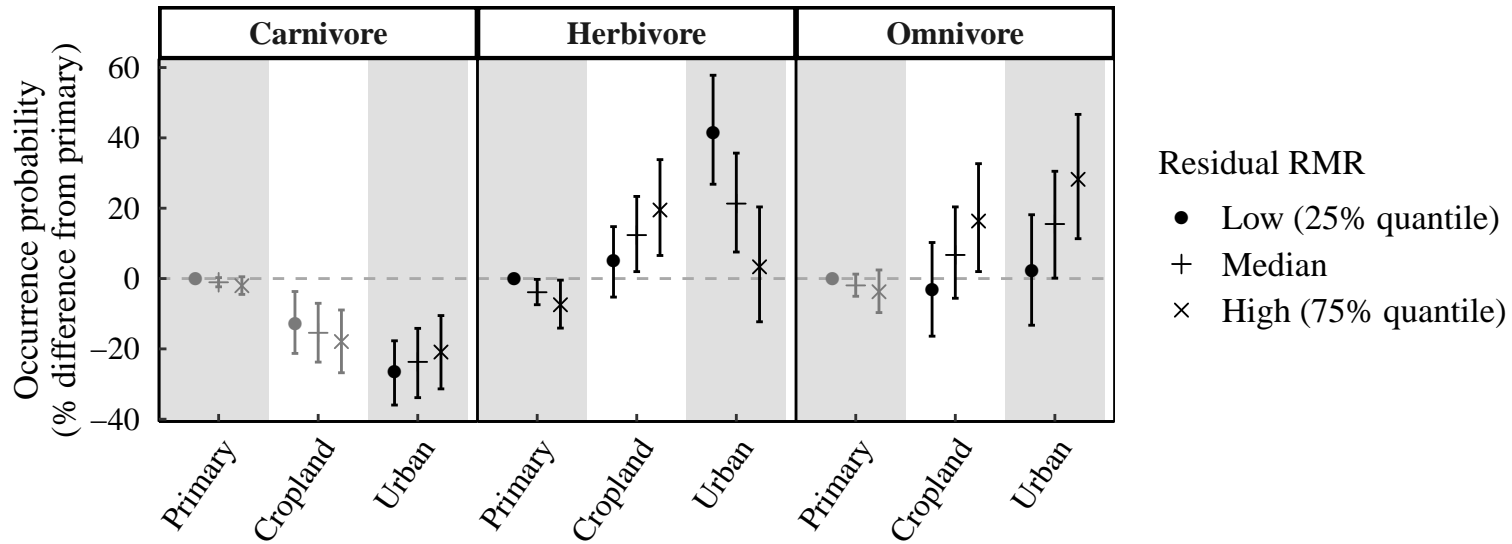 Carnivore Herbivore Omnivore
Occurrence probability
(% difference from primary)
60
40
20
0
−20
−40
Primary Cropland Urban Primary Cropland Urban Primary Cropland Urban
Residual RMR
Low (25% quantile)
Median
High (75% quantile)